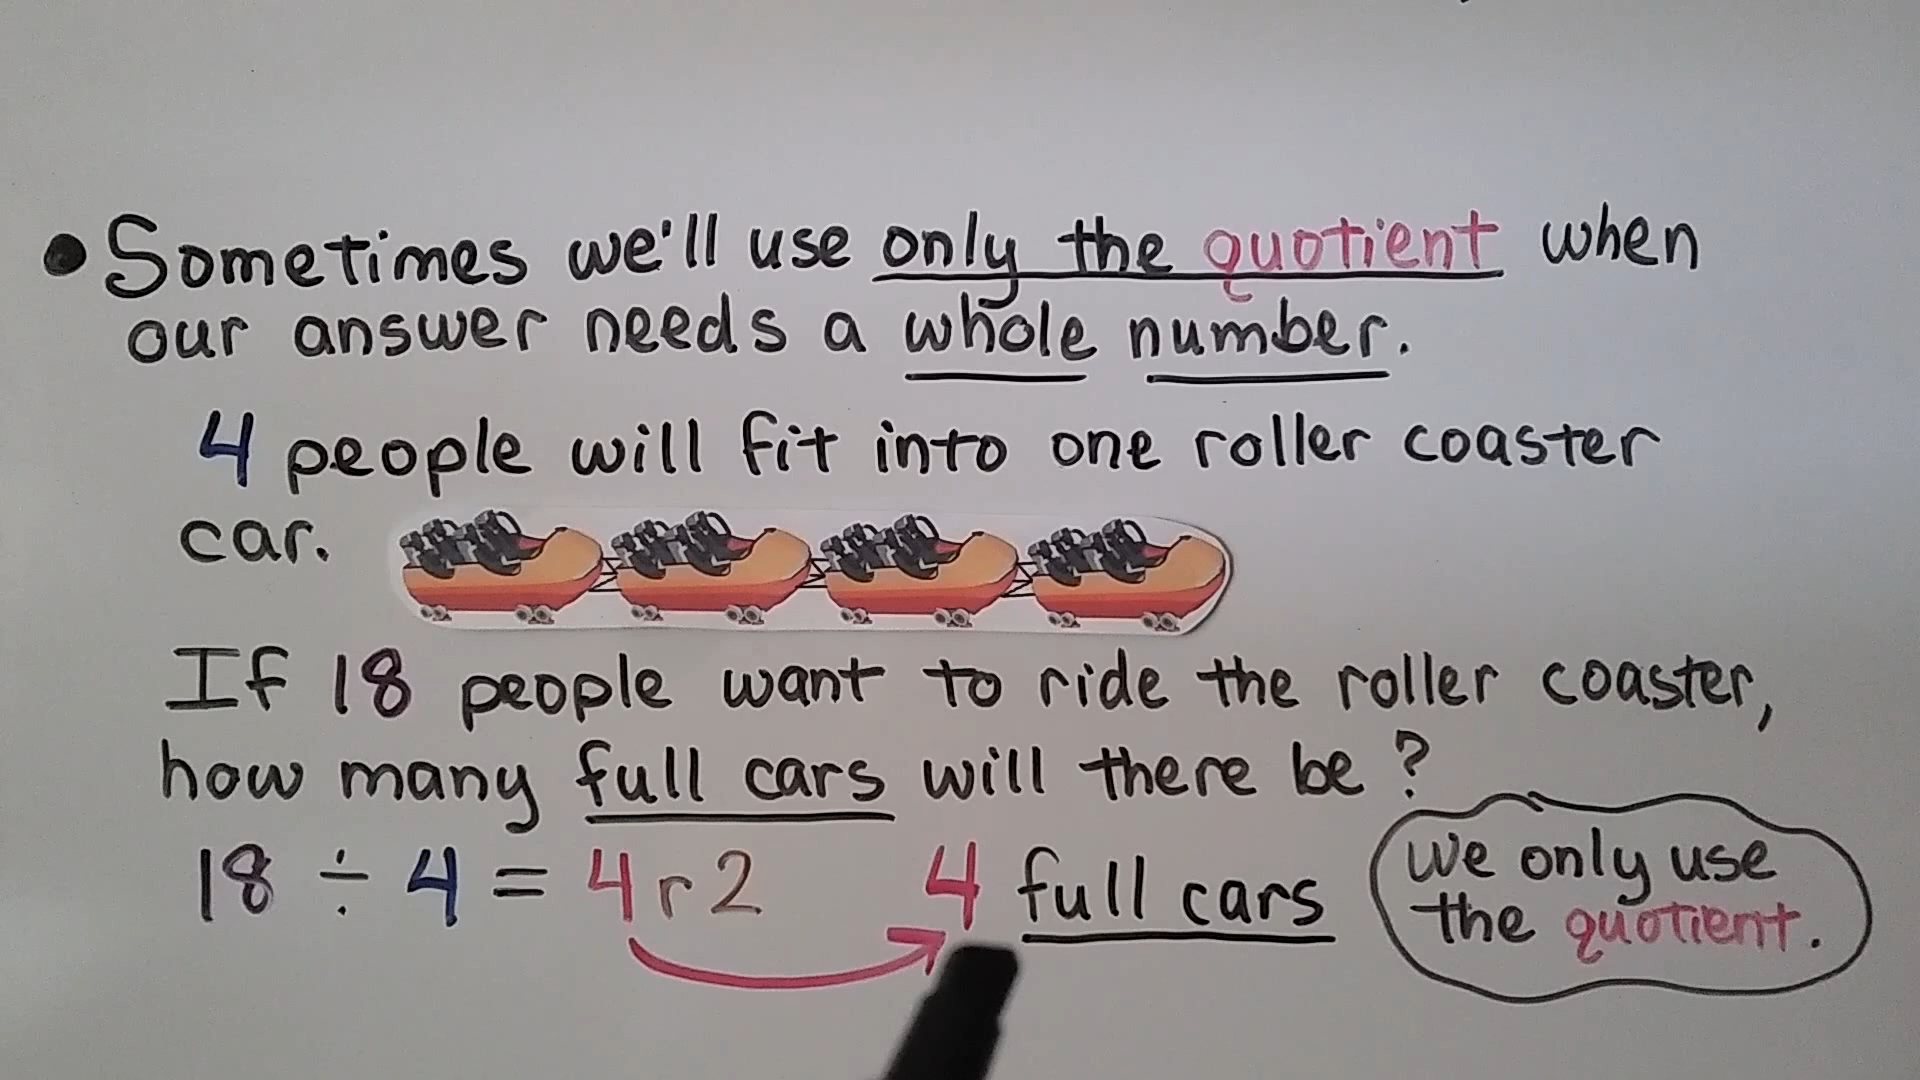 • Sometimes we'll use only the quotient when
our answer needs a whole number.
4 people will fit into one roller coaster
car.
If 18 people want to ride the roller coaster,
how many full cars will there be?
18 ÷ 4 = 4 r 2 4 full cars
we only use
the quotient.